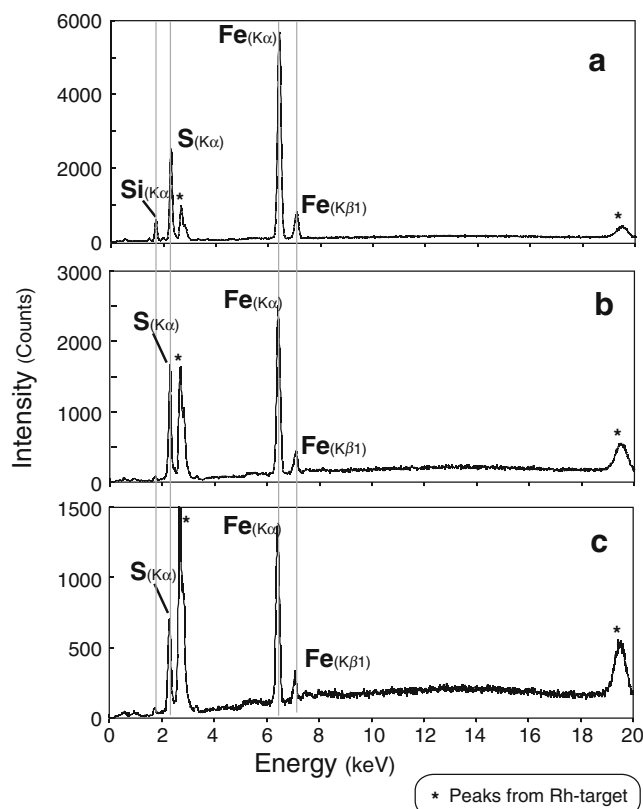 6000
Fe(Kα)
a
4000
S(Kα)
2000
*
Si(Kα
Fe(Kβ1)
*
0
3000
Fe(Kα)
b
S(Kα)
2000
*
1000
Fe(Kβ1)
*
0
1500
*
Fe(Kα)
c
S(Kα)
1000
*
Fe(Kβ1)
500
0
0 2 4 6 8 10 12 14 16 18 20
Intensity (Counts)
Energy (keV)
* Peaks from Rh-target